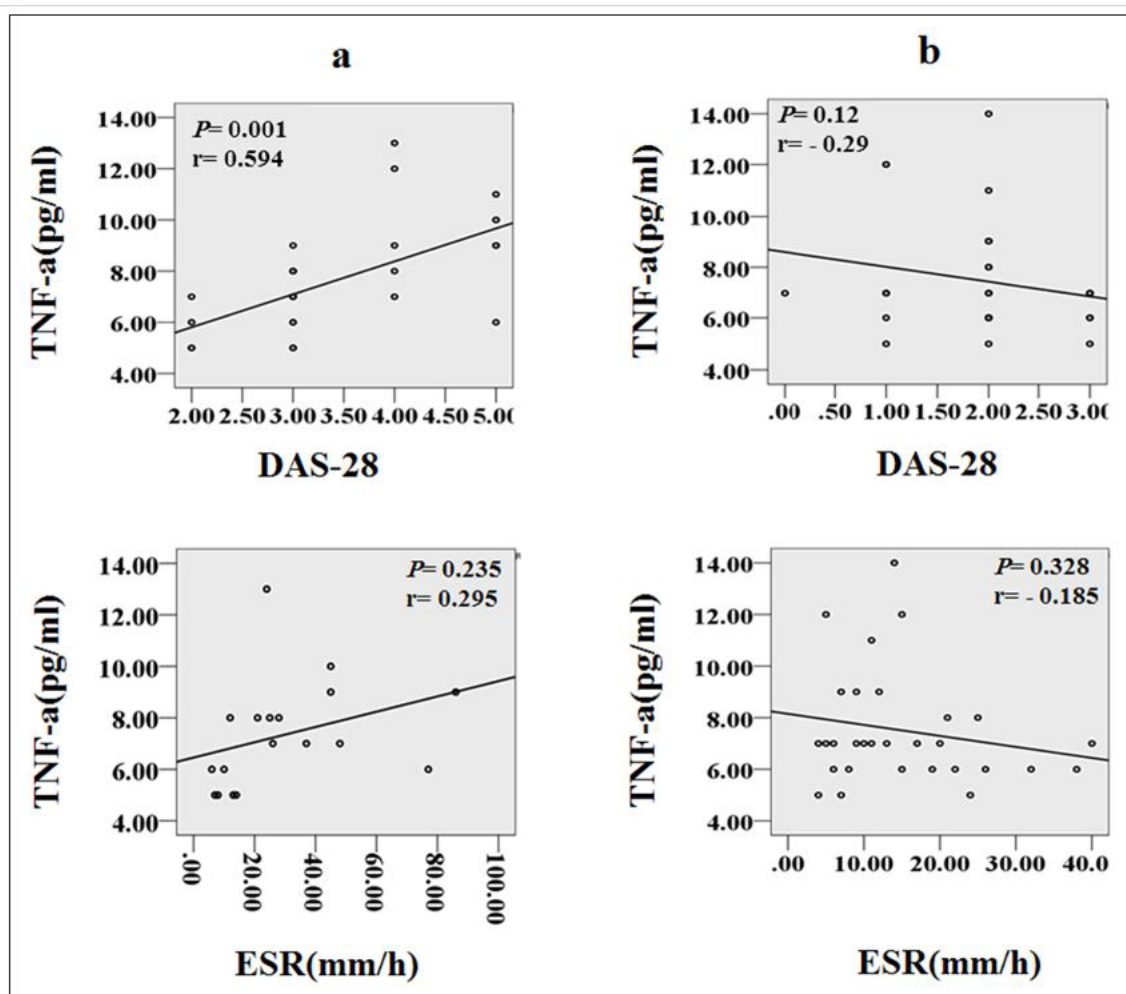 a
b
P= 0.001
r= 0.594
TNF-a(pg/ml)
14.00
12.00
10.00
8.00
6.00
4.00
2.00 2.50 3.00 3.50 4.00 4.50 5.00
DAS-28
P= 0.12
r= - 0.29
TNF-a(pg/ml)
14.00
12.00
10.00
8.00
6.00
4.00
.00 .50 1.00 1.50 2.00 2.50 3.00
DAS-28
P= 0.235
r= 0.295
TNF-a(pg/ml)
14.00
12.00
10.00
8.00
6.00
4.00
.00 20.00 40.00 60.00 80.00 100.00
ESR(mm/h)
P= 0.328
r= - 0.185
TNF-a(pg/ml)
14.00
12.00
10.00
8.00
6.00
4.00
.00 10.00 20.00 30.00 40.0
ESR(mm/h)